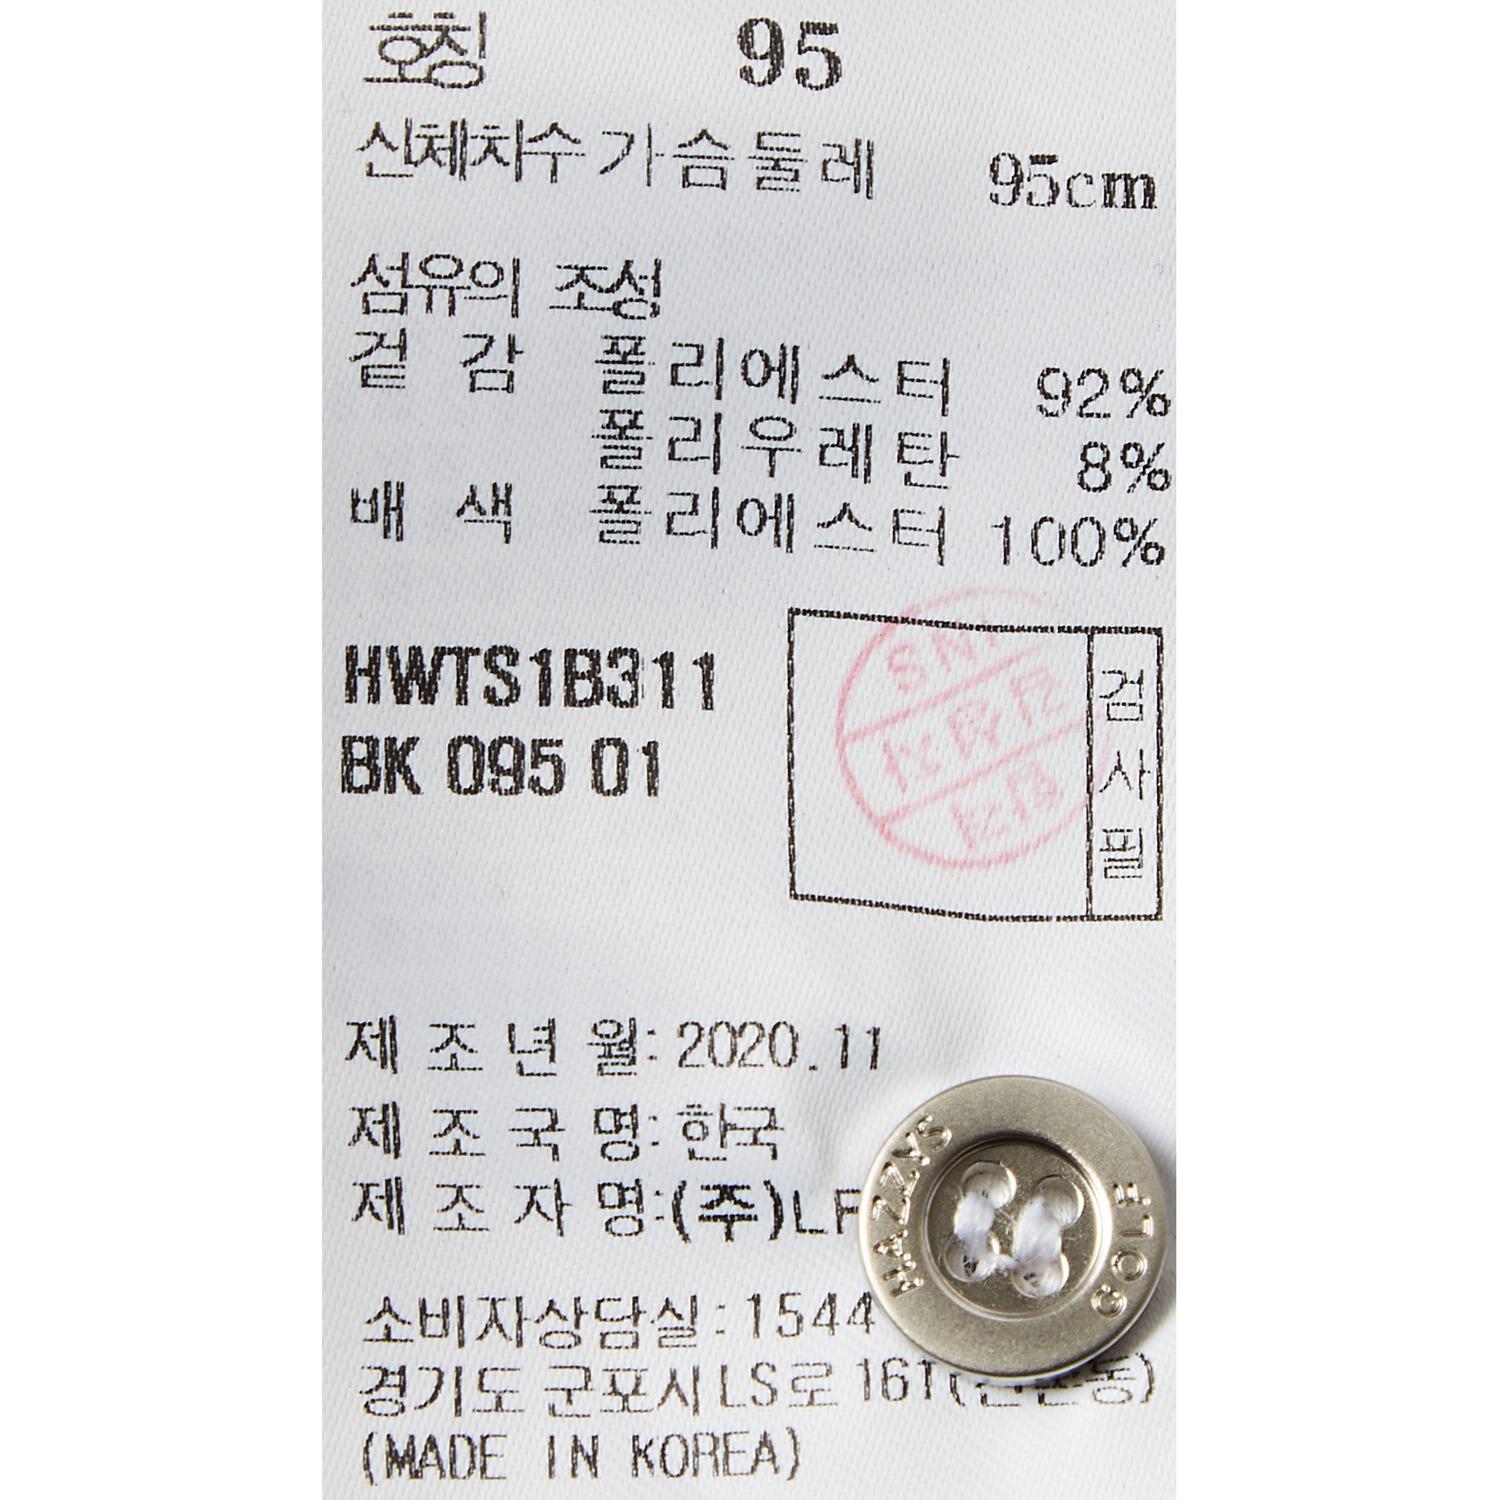 호칭 95
신체치수 가슴둘레 95cm
섬유의 조성
겉 감 폴리에스터 92%
폴리우레탄 8%
배 색 폴리에스터 100%
HWTS1B311
BK 095 01
SNI
검사필
제 조 년 월: 2020.11
제 조 국 명: 한국
제 조 자 명:(주)LF
HAZZYS GOLF
소비자상담실:1544
경기도 군포시 LS로 161
(MADE IN KOREA)